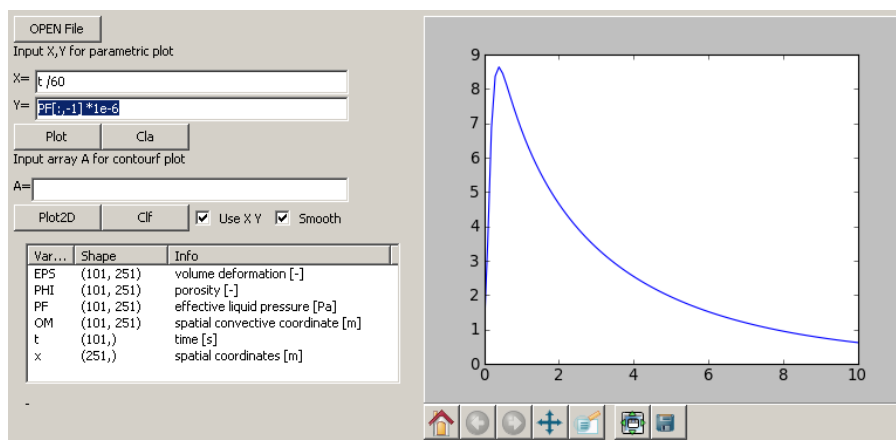 OPEN File
Input X,Y for parametric plot
X= t /60
Y= PF[:,-1] *1e-6
Plot Cla
Input array A for contourf plot
A=
Plot2D Clf Use X Y Smooth
Var... Shape Info
EPS (101, 251) volume deformation [-]
PHI (101, 251) porosity [-]
PF (101, 251) effective liquid pressure [Pa]
OM (101, 251) spatial convective coordinate [m]
t (101,) time [s]
x (251,) spatial coordinates [m]
-
9
8
7
6
5
4
3
2
1
0
0 2 4 6 8 10